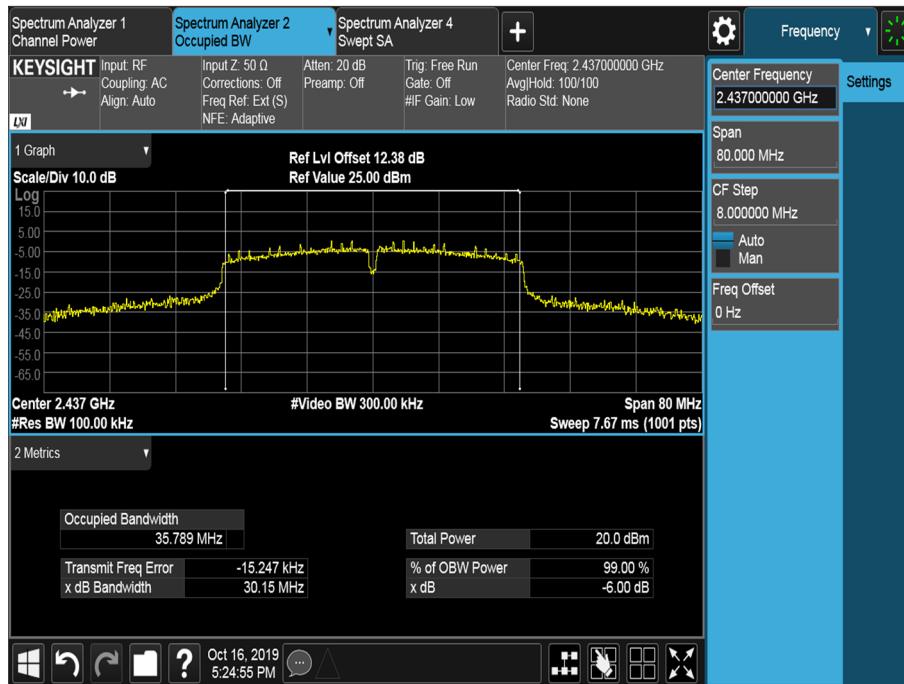 Spectrum Analyzer 1
Channel Power
Spectrum Analyzer 2
Occupied BW
Spectrum Analyzer 4
Swept SA
+
Frequency
KEYSIGHT
LXI
Input: RF
Coupling: AC
Align: Auto
Input Z: 50 Ω
Corrections: Off
Freq Ref: Ext (S)
NFE: Adaptive
Atten: 20 dB
Preamp: Off
Trig: Free Run
Gate: Off
#IF Gain: Low
Center Freq: 2.437000000 GHz
Avg|Hold: 100/100
Radio Std: None
Center Frequency
2.437000000 GHz
Settings
Span
80.000 MHz
CF Step
8.000000 MHz
Auto
Man
Freq Offset
0 Hz
1 Graph
Scale/Div 10.0 dB
Ref Lvl Offset 12.38 dB
Ref Value 25.00 dBm
Log
15.0
5.00
-5.00
-15.0
-25.0
-35.0
-45.0
-55.0
-65.0
Center 2.437 GHz
#Video BW 300.00 kHz
Span 80 MHz
#Res BW 100.00 kHz
Sweep 7.67 ms (1001 pts)
2 Metrics
Occupied Bandwidth
35.789 MHz
Total Power 20.0 dBm
Transmit Freq Error -15.247 kHz
% of OBW Power 99.00 %
x dB Bandwidth 30.15 MHz
x dB -6.00 dB
?
Oct 16, 2019
5:24:55 PM